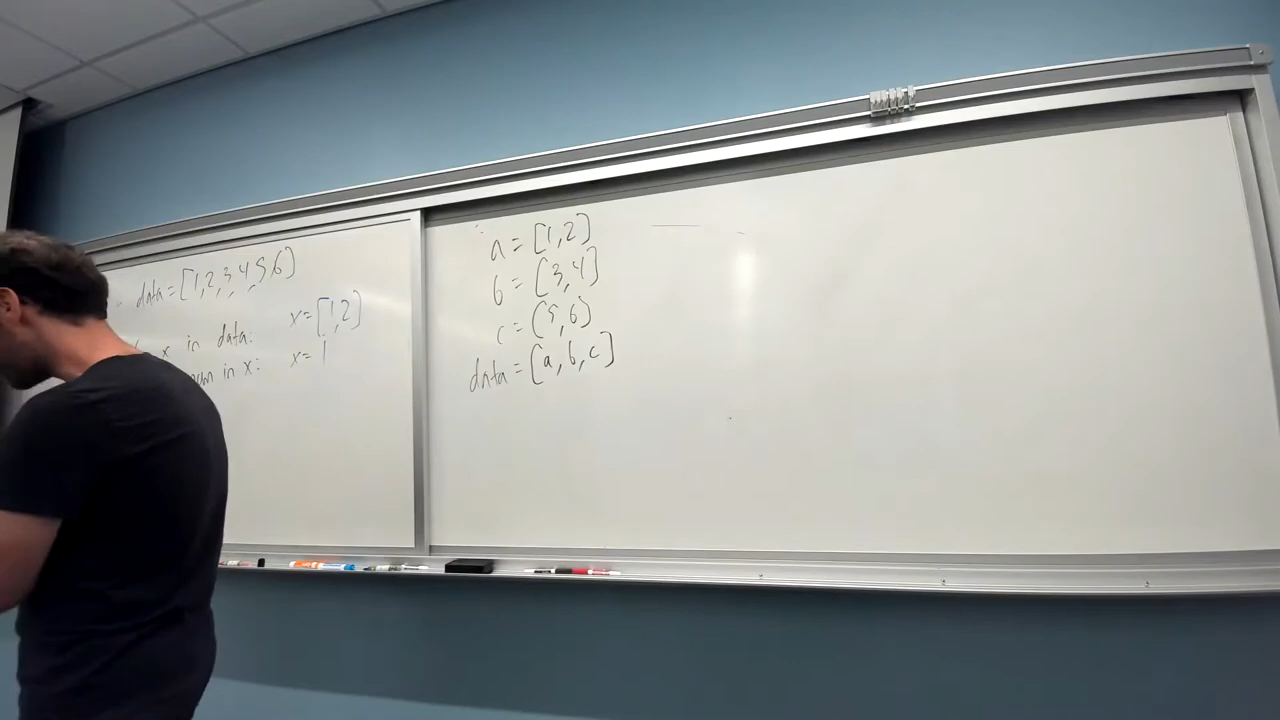 data = [1,2,3,4,5,6]
x in data: x = [1,2]
in x: x = 1
a = [1,2]
b = [3,4]
c = [5,6]
data = [a, b, c]